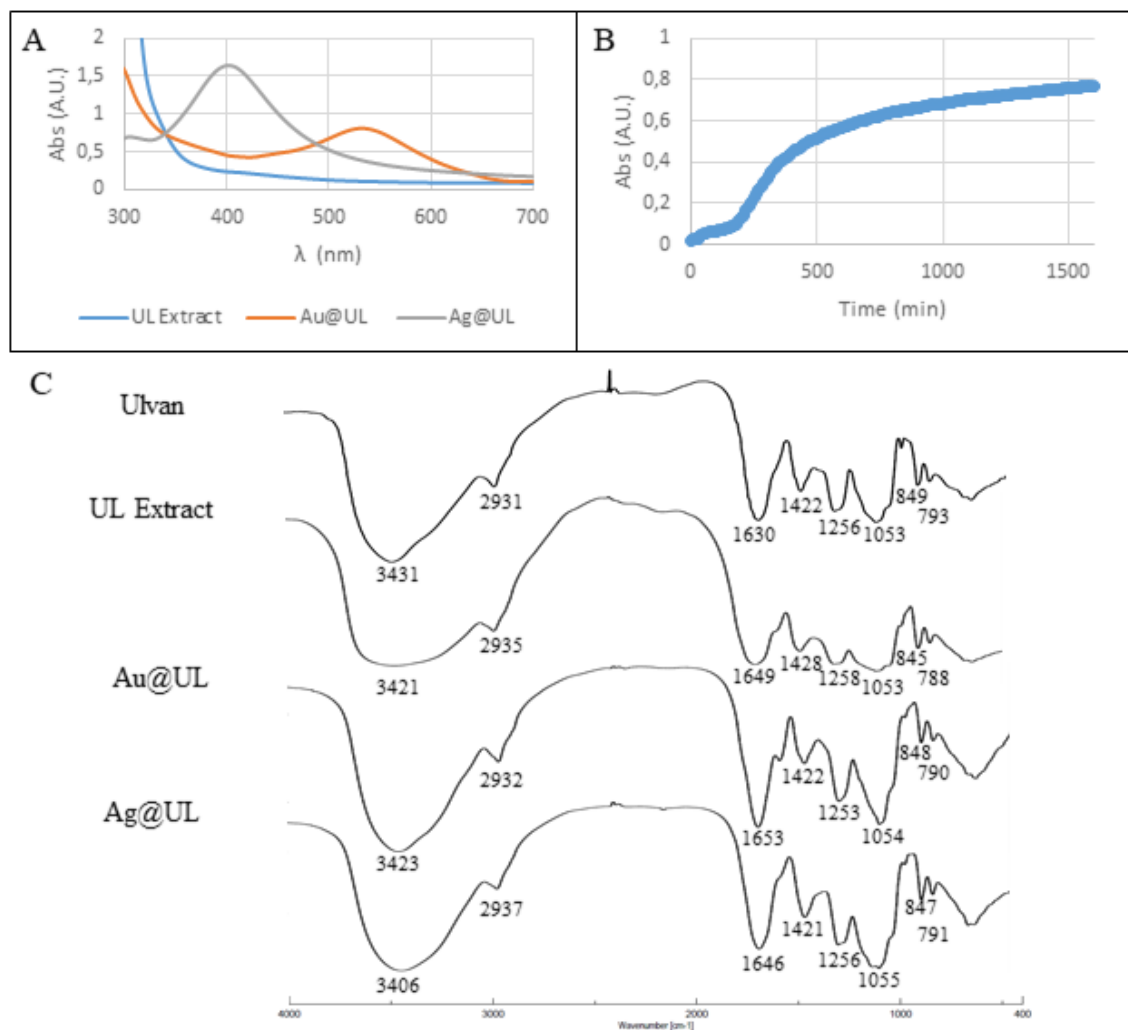 A
2
1,5
1
0,5
0
Abs (A.U.)
300 400 500 600 700
λ (nm)
UL Extract Au@UL Ag@UL
B
1
0,8
0,6
0,4
0,2
0
Abs (A.U.)
0 500 1000 1500
Time (min)
C
Ulvan
3431 2931 1630 1422 1256 1053 849 793
UL Extract
3421 2935 1649 1428 1258 1053 845 788
Au@UL
3423 2932 1653 1422 1253 1054 848 790
Ag@UL
3406 2937 1646 1421 1256 1055 847 791
4000 3000 2000 1000 400
Wavenumber [cm-1]